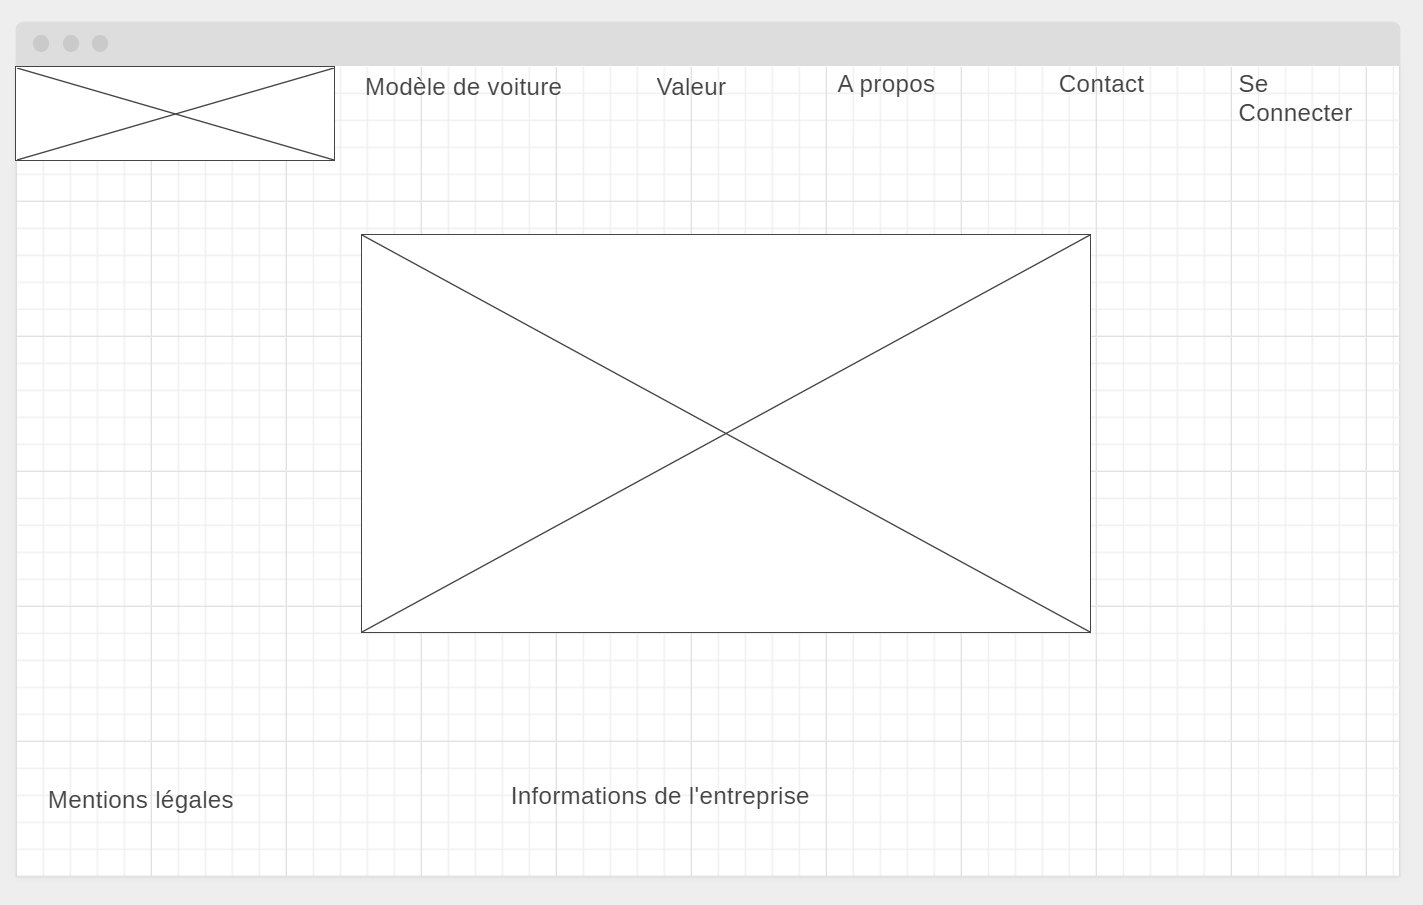 Modèle de voiture
Valeur
A propos
Contact
Se
Connecter
Mentions légales
Informations de l'entreprise